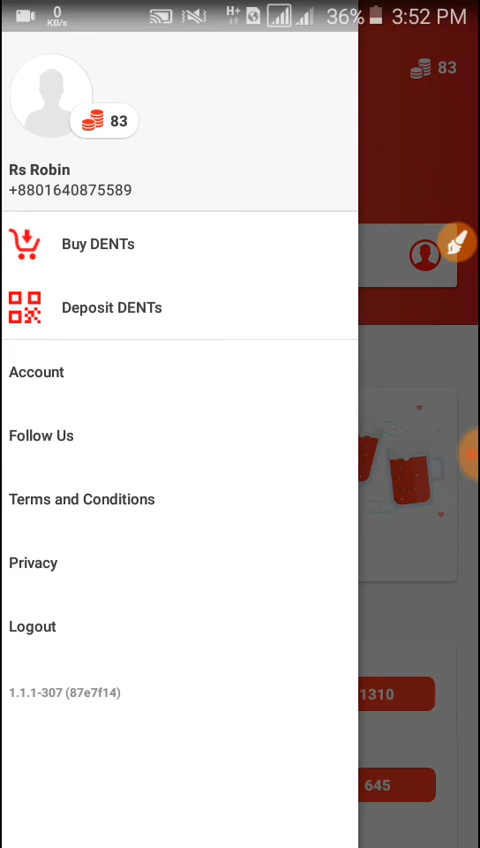 0
KB/s
H+
36%
3:52 PM
83
83
Rs Robin
+8801640875589
Buy DENTs
Deposit DENTs
Account
Follow Us
Terms and Conditions
Privacy
Logout
1.1.1-307 (87e7f14)
1310
645